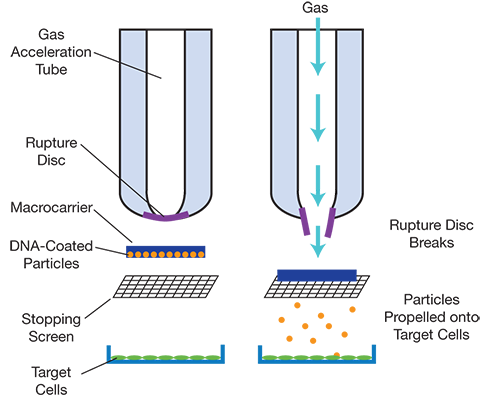 Gas
Gas
Acceleration
Tube
Rupture
Disc
Macrocarrier
DNA-Coated
Particles
Stopping
Screen
Target
Cells
Rupture Disc
Breaks
Particles
Propelled onto
Target Cells